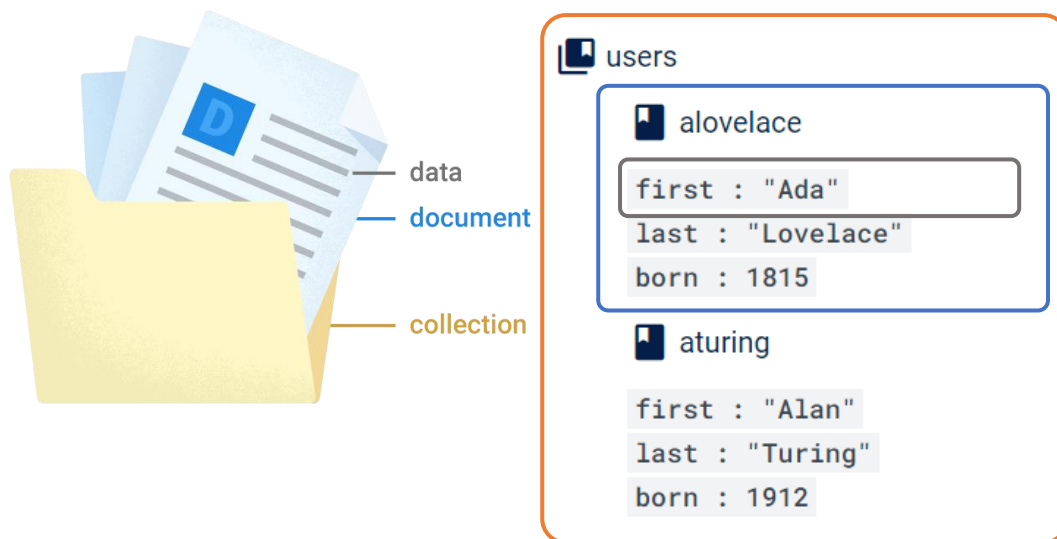 D
data
document
collection
users
alovelace
first : "Ada"
last : "Lovelace"
born : 1815
aturing
first : "Alan"
last : "Turing"
born : 1912